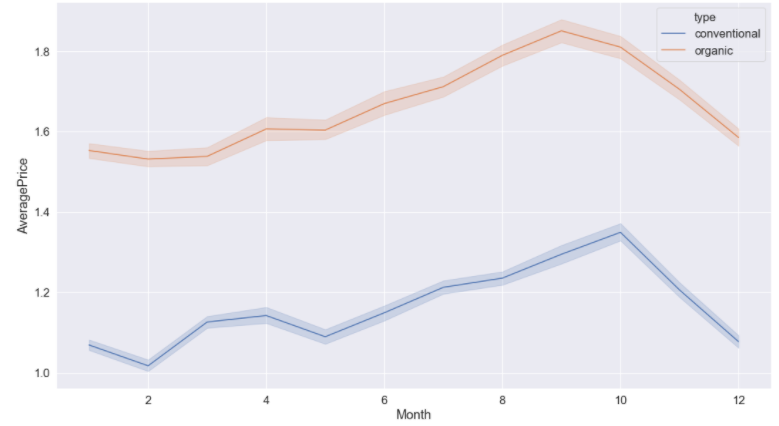 type
conventional
organic
1.8
1.6
1.4
1.2
1.0
AveragePrice
2 4 6 8 10 12
Month